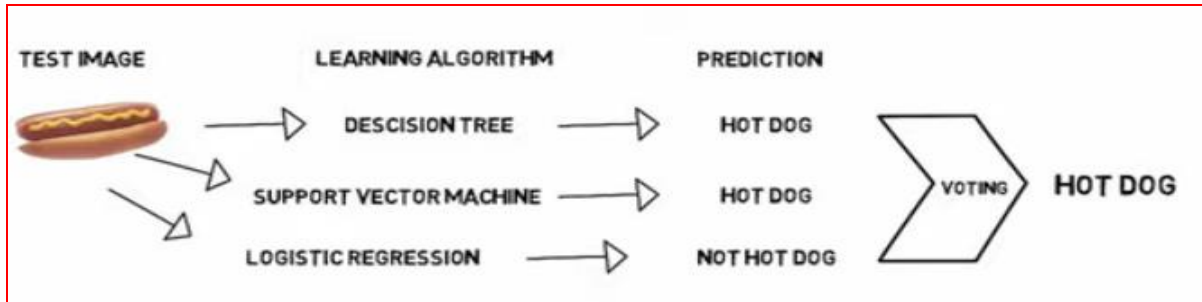 TEST IMAGE LEARNING ALGORITHM PREDICTION
DESCISION TREE HOT DOG
SUPPORT VECTOR MACHINE HOT DOG VOTING HOT DOG
LOGISTIC REGRESSION NOT HOT DOG